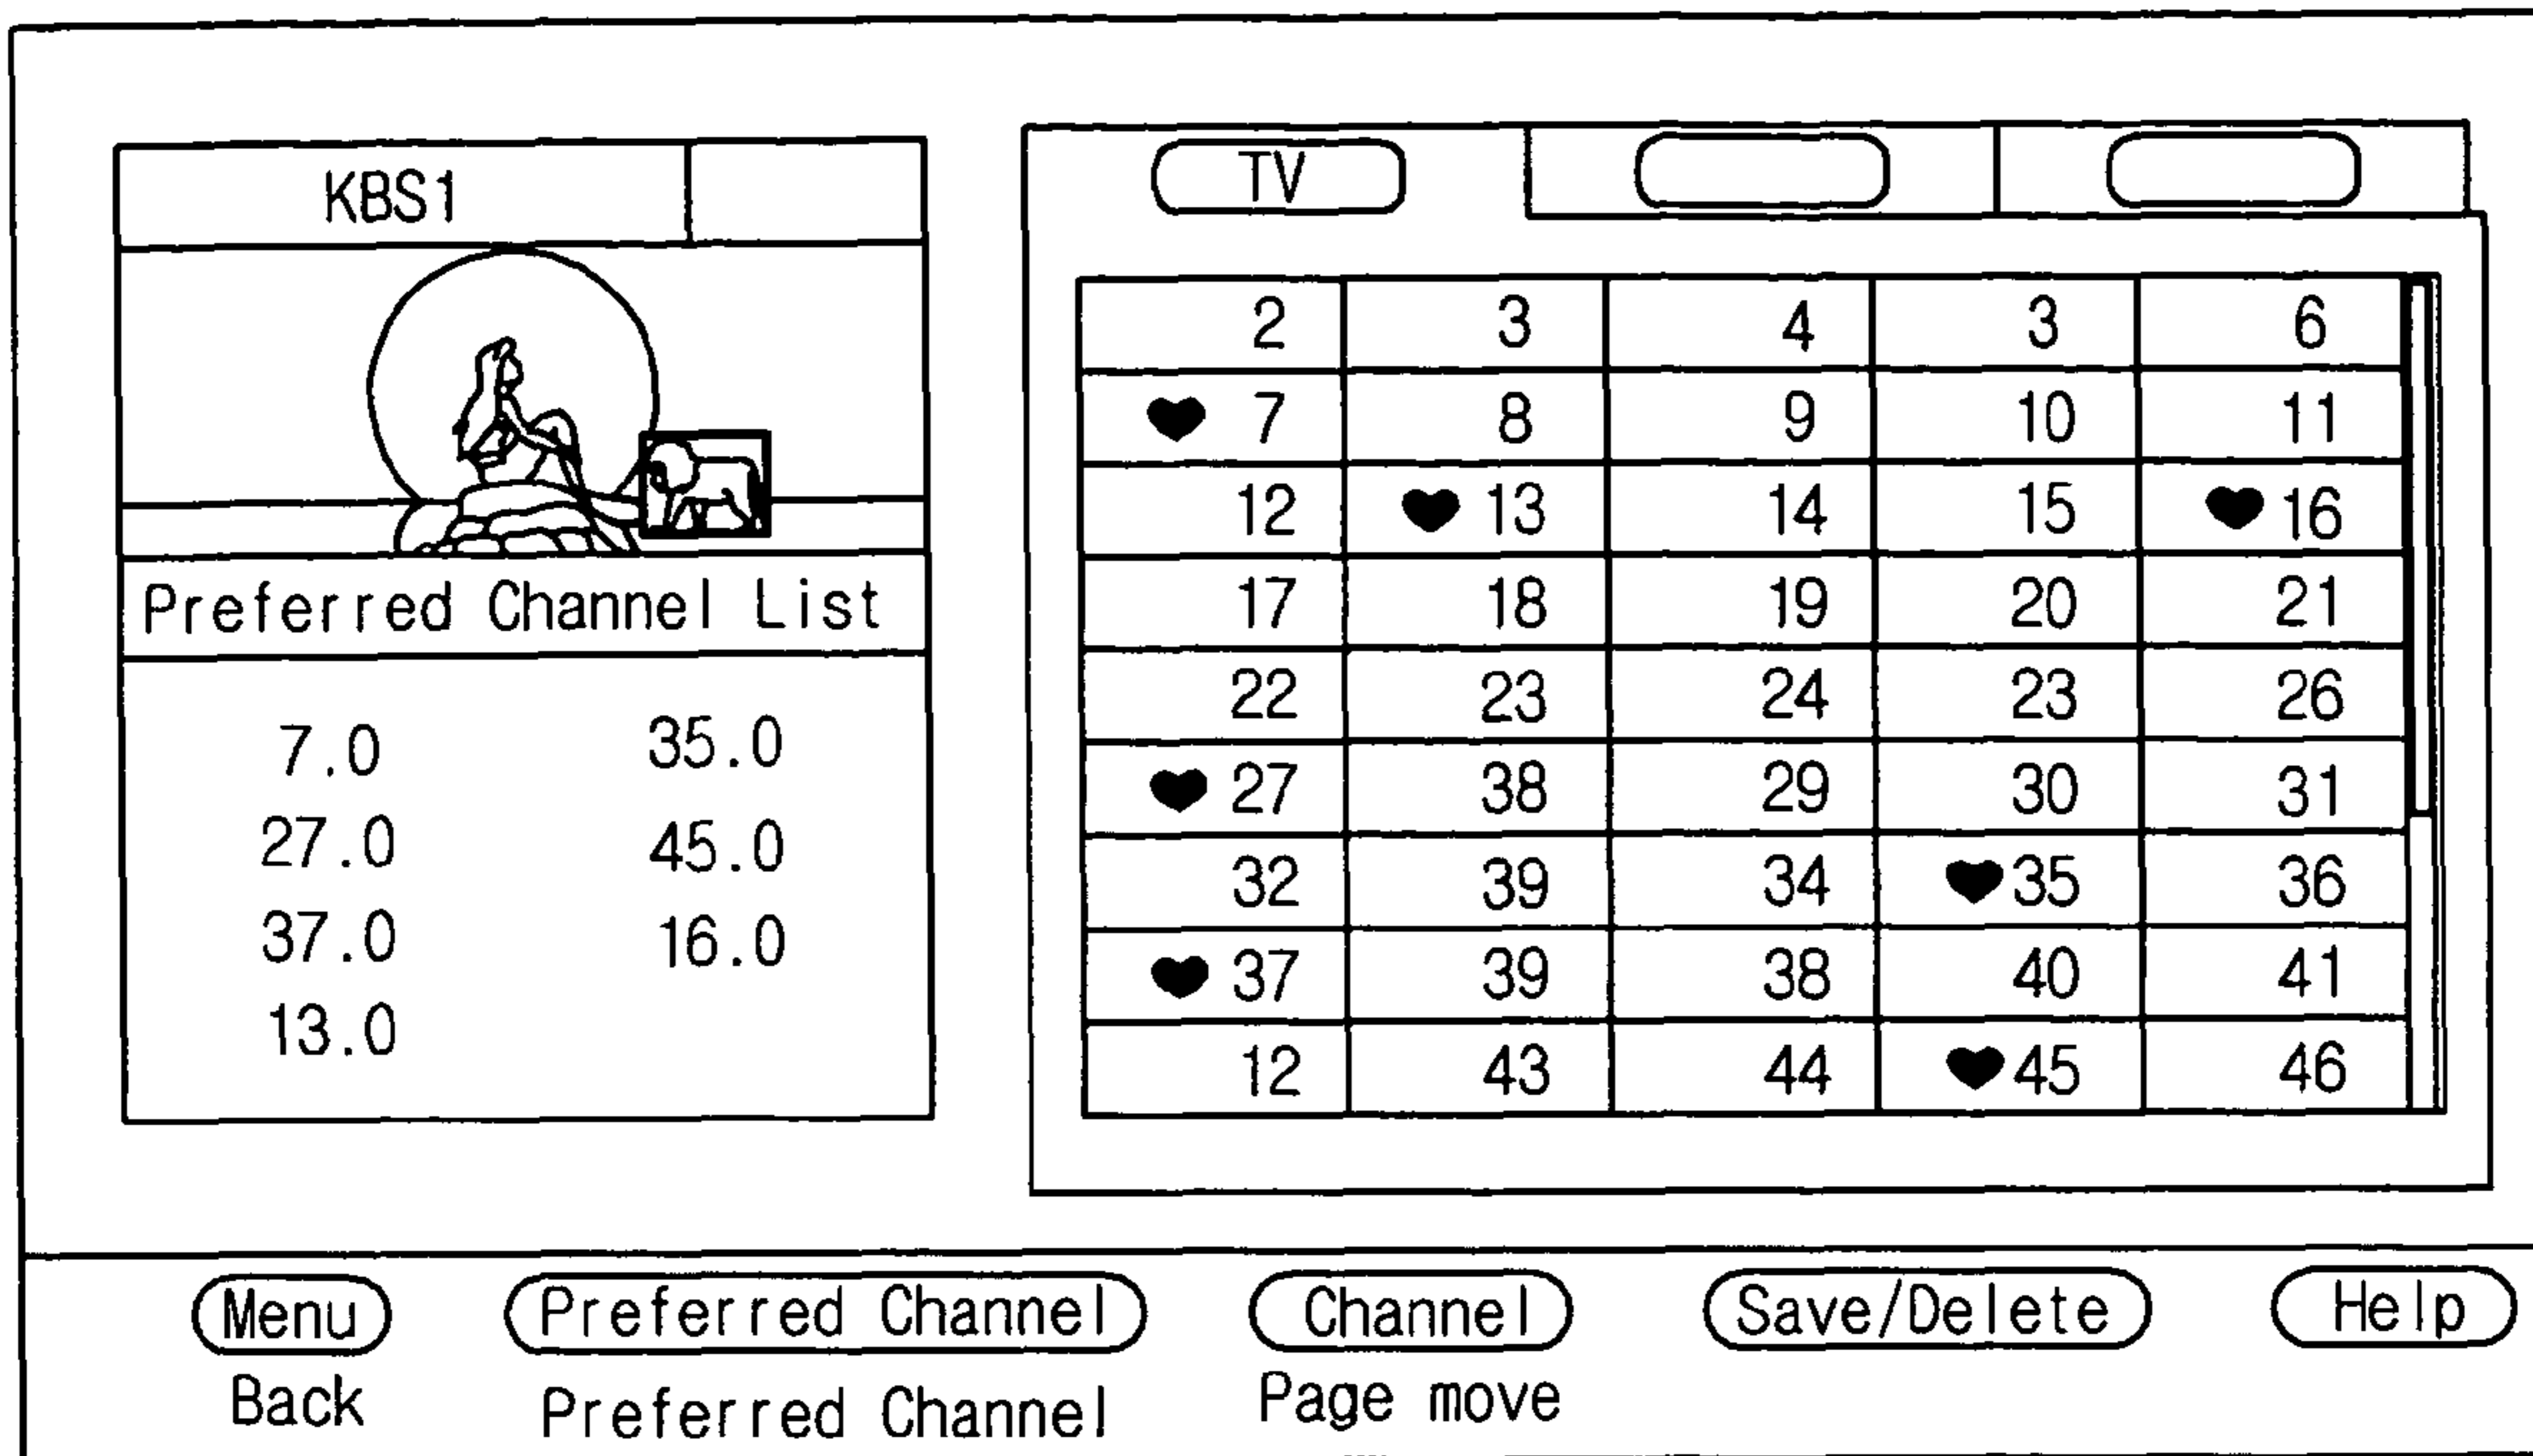 KBS1
Preferred Channel List
7.0 35.0
27.0 45.0
37.0 16.0
13.0
TV
2 3 4 3 6
7 8 9 10 11
12 13 14 15 16
17 18 19 20 21
22 23 24 23 26
27 38 29 30 31
32 39 34 35 36
37 39 38 40 41
12 43 44 45 46
Menu Preferred Channel Channel Save/Delete Help
Back Preferred Channel Page move